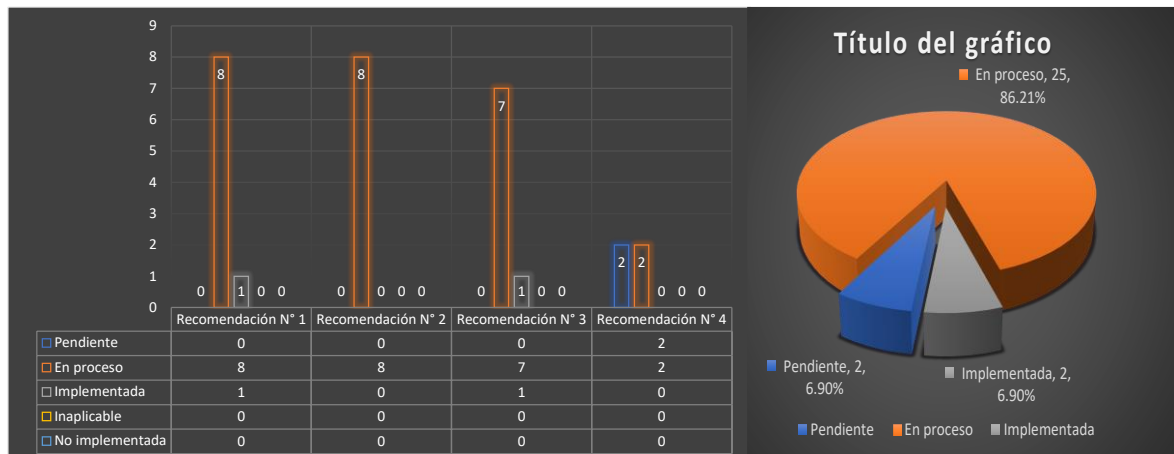 9
8
7
6
5
4
3
2
1
0
0 8 1 0 0 0 8 0 0 0 0 7 1 0 0 2 2 0 0 0
Recomendación N° 1 Recomendación N° 2 Recomendación N° 3 Recomendación N° 4
Pendiente 0 0 0 2
En proceso 8 8 7 2
Implementada 1 0 1 0
Inaplicable 0 0 0 0
No implementada 0 0 0 0
Título del gráfico
En proceso, 25,
86.21%
Pendiente, 2,
6.90%
Implementada, 2,
6.90%
Pendiente En proceso Implementada